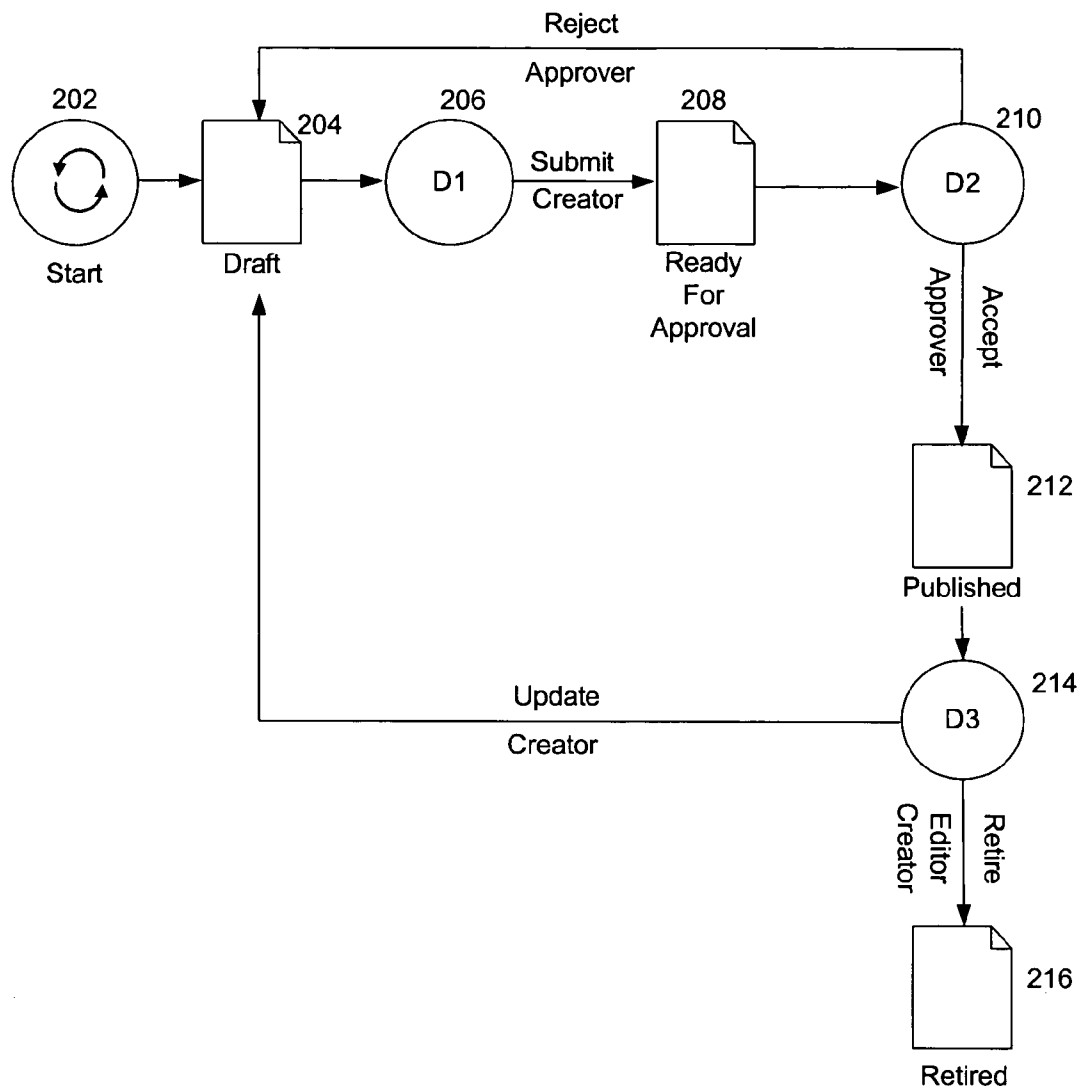 Reject
Approver
202
204
206
208
210
D1
Submit
Creator
D2
Start
Draft
Ready
For
Approval
Accept
Approver
212
Published
214
D3
Update
Creator
Retire
Editor
Creator
216
Retired